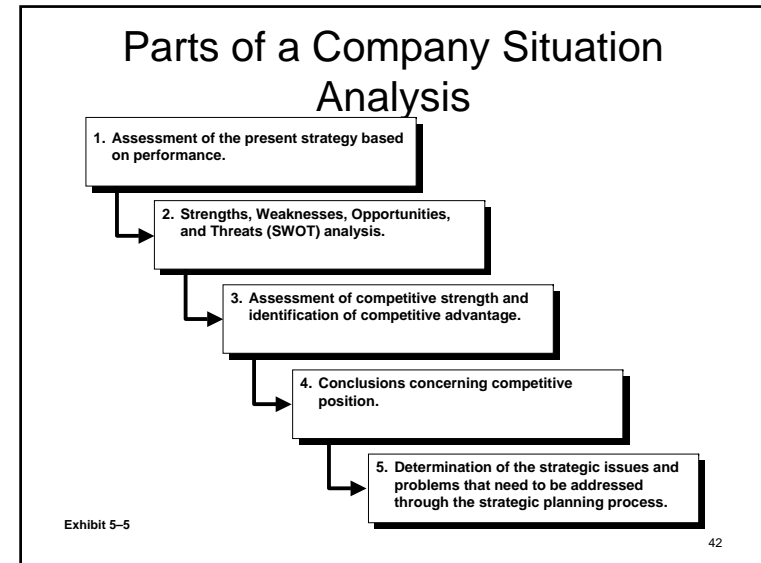 Parts of a Company Situation
Analysis
1. Assessment of the present strategy based
on performance.
2. Strengths, Weaknesses, Opportunities,
and Threats (SWOT) analysis.
3. Assessment of competitive strength and
identification of competitive advantage.
4. Conclusions concerning competitive
position.
5. Determination of the strategic issues and
problems that need to be addressed
through the strategic planning process.
Exhibit 5–5
42